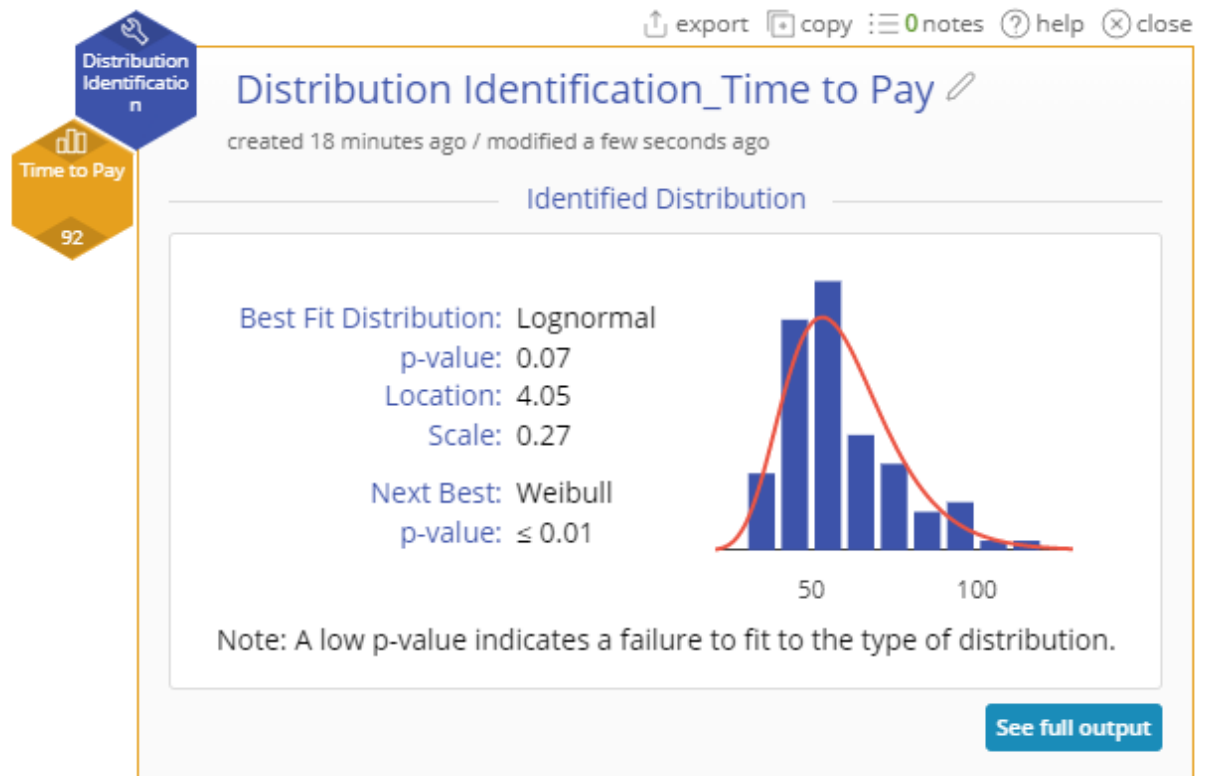 export copy 0 notes help close
Distribution
Identificatio
n
Distribution Identification_Time to Pay
created 18 minutes ago / modified a few seconds ago
Time to Pay
92
Identified Distribution
Best Fit Distribution: Lognormal
p-value: 0.07
Location: 4.05
Scale: 0.27
Next Best: Weibull
p-value: ≤ 0.01
50 100
Note: A low p-value indicates a failure to fit to the type of distribution.
See full output